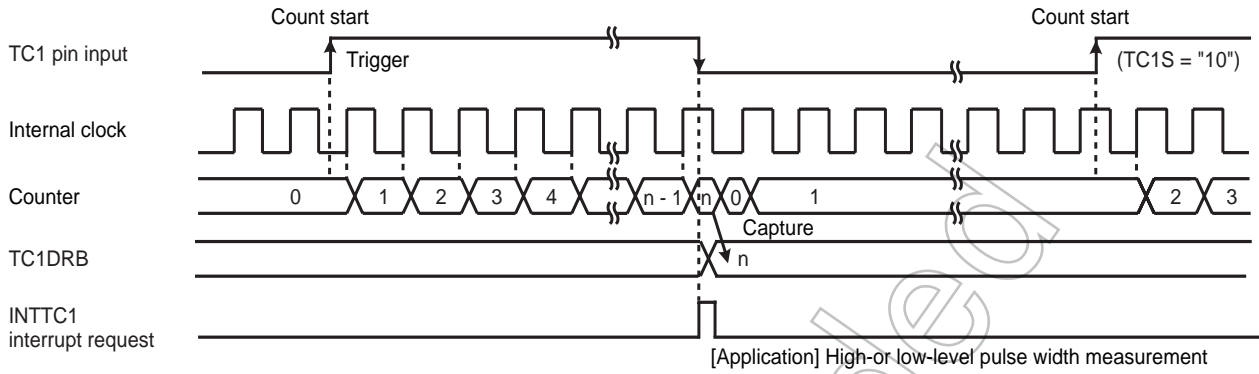 Count start Count start
TC1 pin input Trigger (TC1S = "10")
Internal clock
Counter 0 1 2 3 4 n - 1 n 0 1 2 3
Capture
TC1DRB n
INTTC1
interrupt request
[Application] High-or low-level pulse width measurement